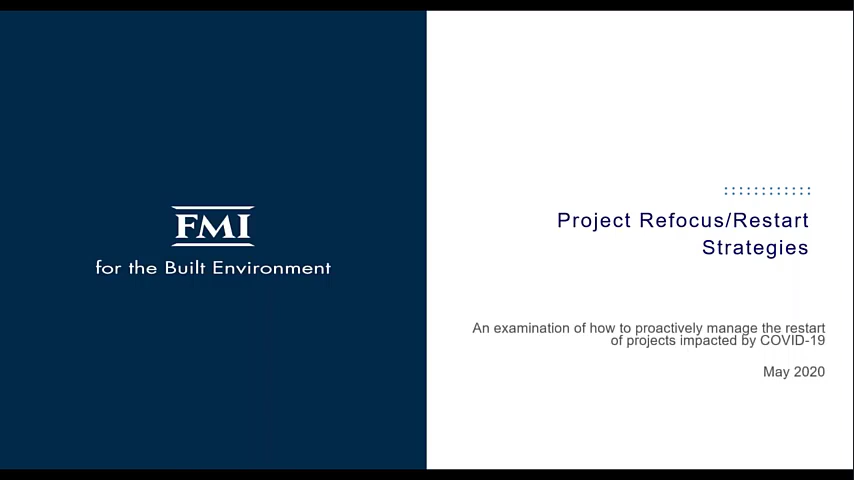 FMI
for the Built Environment
Project Refocus/Restart
Strategies
An examination of how to proactively manage the restart
of projects impacted by COVID-19
May 2020